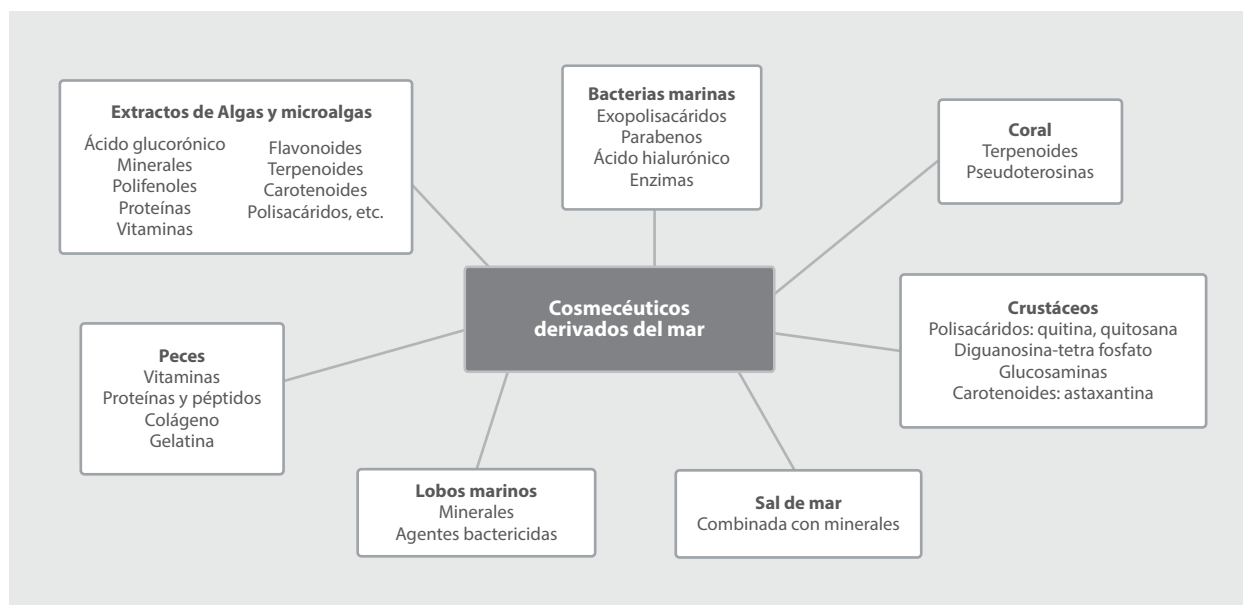 Extractos de Algas y microalgas
Ácido glucorónico
Minerales
Polifenoles
Proteínas
Vitaminas
Flavonoides
Terpenoides
Carotenoides
Polisacáridos, etc.
Bacterias marinas
Exopolisacáridos
Parabenos
Ácido hialurónico
Enzimas
Coral
Terpenoides
Pseudoterosinas
Cosmecéuticos
derivados del mar
Crustáceos
Polisacáridos: quitina, quitosana
Diguanosina-tetra fosfato
Glucosaminas
Carotenoides: astaxantina
Peces
Vitaminas
Proteínas y péptidos
Colágeno
Gelatina
Lobos marinos
Minerales
Agentes bactericidas
Sal de mar
Combinada con minerales